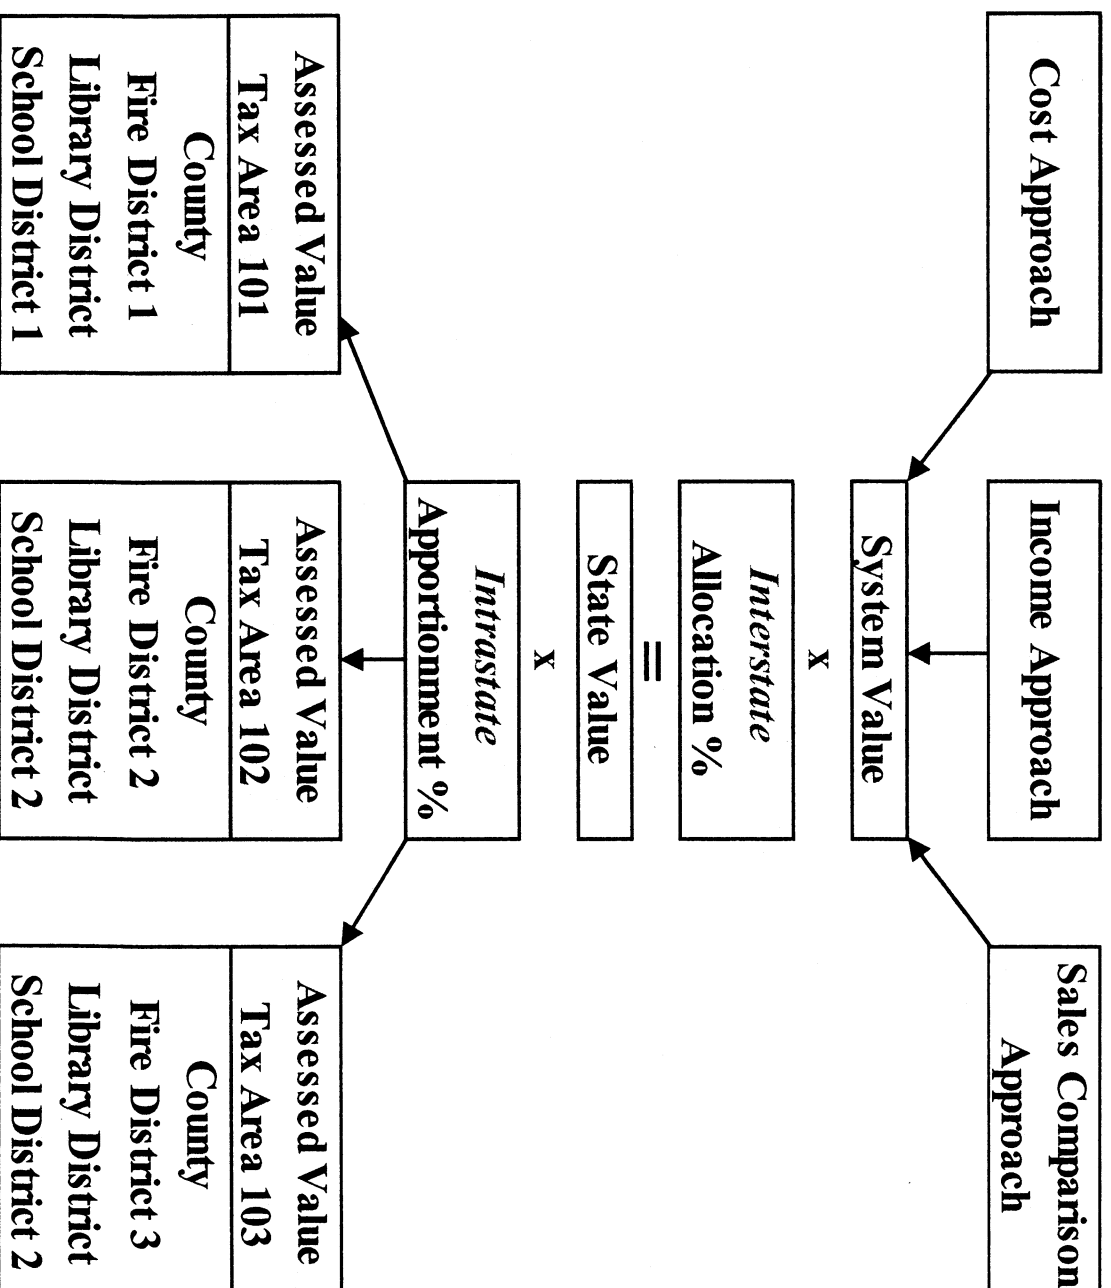 Cost Approach
Income Approach
Sales Comparison
Approach
System Value
x
Interstate
Allocation %
=
State Value
x
Intrastate
Apportionment %
Assessed Value
Tax Area 101
County
Fire District 1
Library District
School District 1
Assessed Value
Tax Area 102
County
Fire District 2
Library District
School District 2
Assessed Value
Tax Area 103
County
Fire District 3
Library District
School District 2